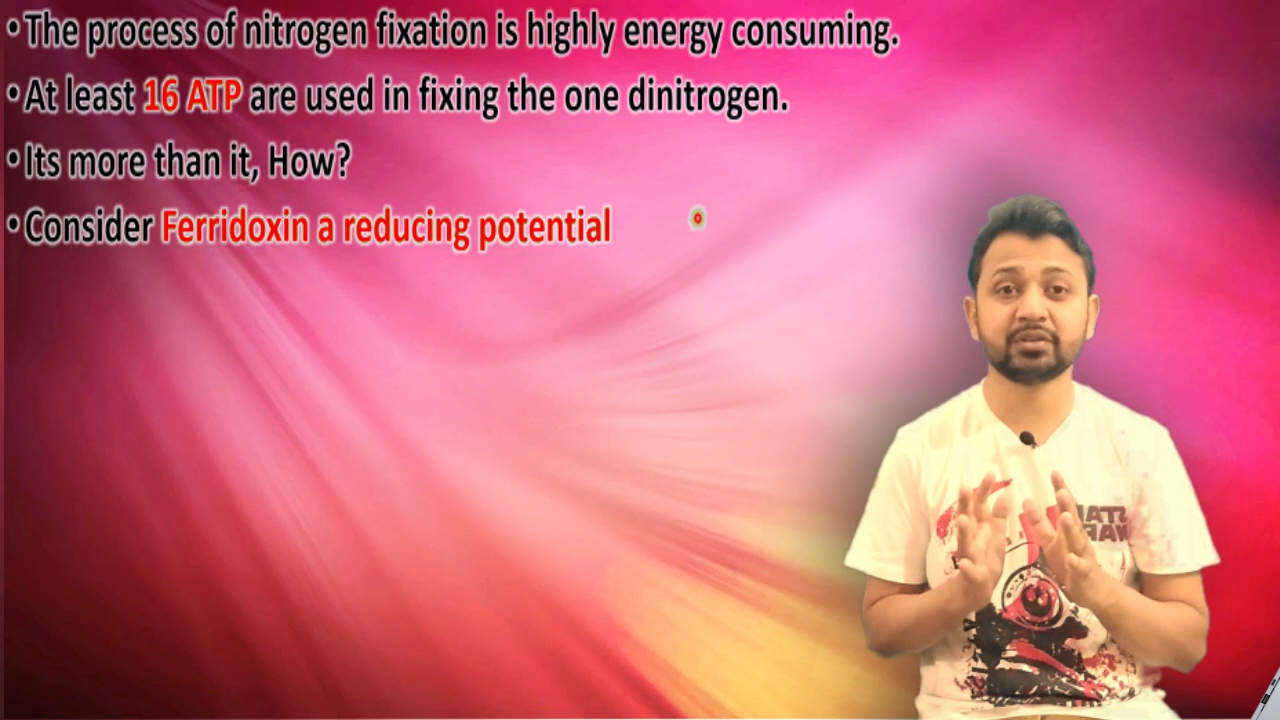 •The process of nitrogen fixation is highly energy consuming.
•At least 16 ATP are used in fixing the one dinitrogen.
•Its more than it, How?
•Consider Ferridoxin a reducing potential